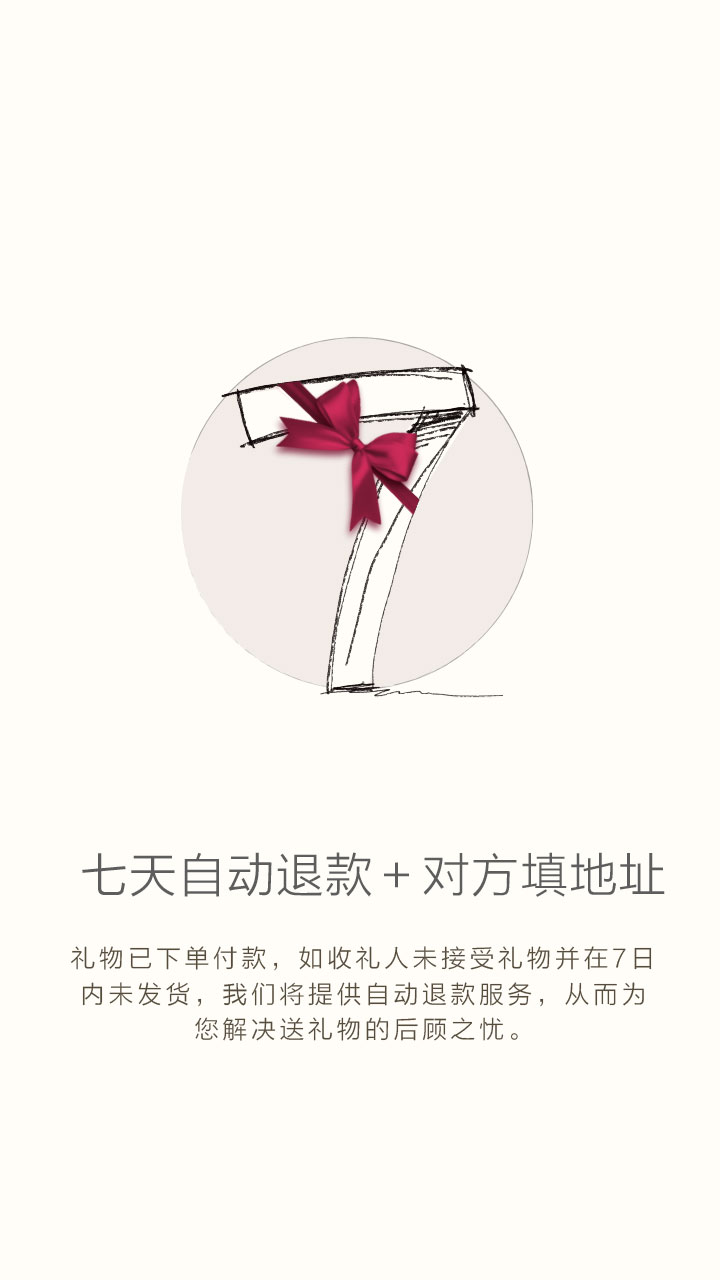 7
七天自动退款+对方填地址
礼物已下单付款，如收礼人未接受礼物并在7日
内未发货，我们将提供自动退款服务，从而为
您解决送礼物的后顾之忧。